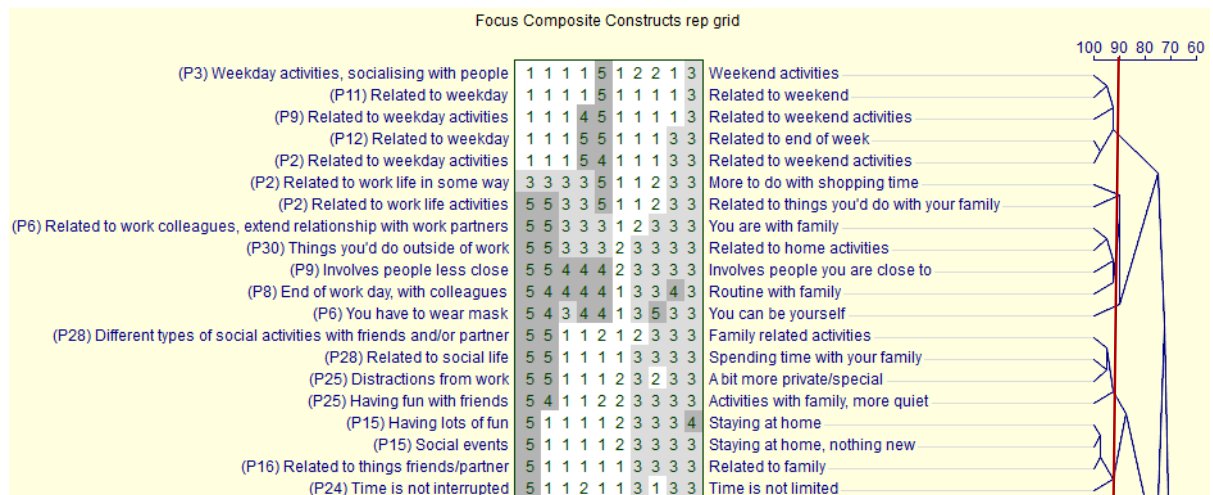 Focus Composite Constructs rep grid
100 90 80 70 60
(P3) Weekday activities, socialising with people 1 1 1 1 5 1 2 2 1 3 Weekend activities
(P11) Related to weekday 1 1 1 1 5 1 1 1 1 3 Related to weekend
(P9) Related to weekday activities 1 1 1 4 5 1 1 1 1 3 Related to weekend activities
(P12) Related to weekday 1 1 1 5 5 1 1 1 3 3 Related to end of week
(P2) Related to weekday activities 1 1 1 5 4 1 1 1 3 3 Related to weekend activities
(P2) Related to work life in some way 3 3 3 3 5 1 1 2 3 3 More to do with shopping time
(P2) Related to work life activities 5 5 3 3 5 1 1 2 3 3 Related to things you'd do with your family
(P6) Related to work colleagues, extend relationship with work partners 5 5 3 3 3 1 2 3 3 3 You are with family
(P30) Things you'd do outside of work 5 5 3 3 3 2 3 3 3 3 Related to home activities
(P9) Involves people less close 5 5 4 4 4 2 3 3 3 3 Involves people you are close to
(P8) End of work day, with colleagues 5 4 4 4 4 1 3 3 4 3 Routine with family
(P6) You have to wear mask 5 4 3 4 4 1 3 5 3 3 You can be yourself
(P28) Different types of social activities with friends and/or partner 5 5 1 1 2 1 2 3 3 3 Family related activities
(P28) Related to social life 5 5 1 1 1 1 3 3 3 3 Spending time with your family
(P25) Distractions from work 5 5 1 1 1 2 3 2 3 3 A bit more private/special
(P25) Having fun with friends 5 4 1 1 2 2 3 3 3 3 Activities with family, more quiet
(P15) Having lots of fun 5 1 1 1 1 2 3 3 3 4 Staying at home
(P15) Social events 5 1 1 1 1 2 3 3 3 3 Staying at home, nothing new
(P16) Related to things friends/partner 5 1 1 1 1 1 3 3 3 3 Related to family
(P24) Time is not interrupted 5 1 1 2 1 1 3 1 3 3 Time is not limited